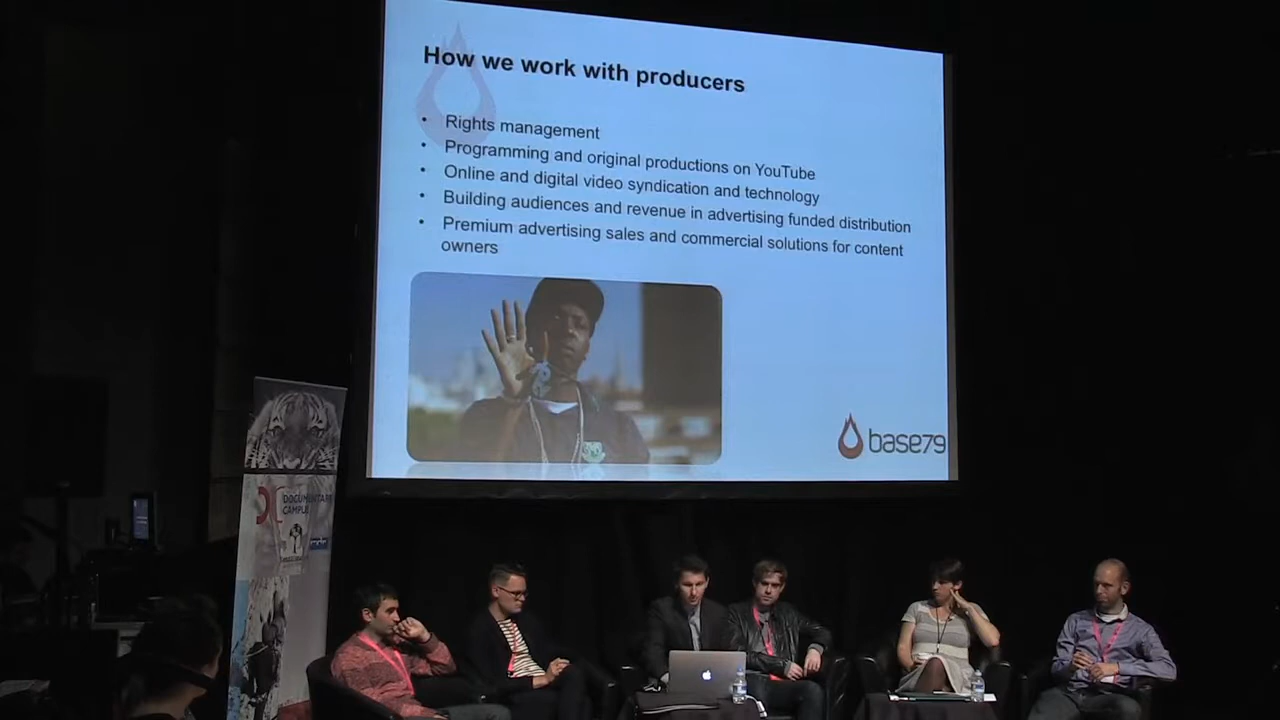 How we work with producers
• Rights management
• Programming and original productions on YouTube
• Online and digital video syndication and technology
• Building audiences and revenue in advertising funded distribution
• Premium advertising sales and commercial solutions for content
owners
base79
DOCUMENTARY
CAMPUS